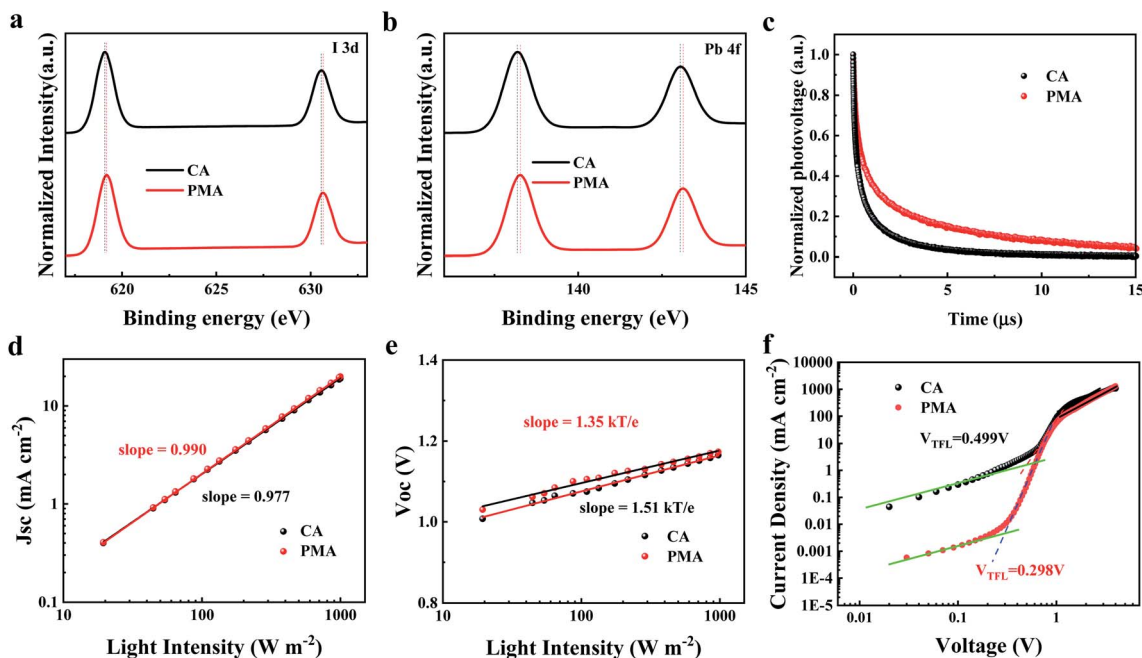 a
Normalized Intensity(a.u.)
I 3d
CA
PMA
620
625
630
Binding energy (eV)
b
Normalized Intensity(a.u.)
Pb 4f
CA
PMA
140
145
Binding energy (eV)
c
Normalized photovoltage (a.u.)
1.0
0.8
0.6
0.4
0.2
0.0
CA
PMA
0
5
10
15
Time (μs)
d
Jsc (mA cm-2)
10
1
0.1
slope = 0.990
slope = 0.977
CA
PMA
10
100
1000
Light Intensity (W m-2)
e
Voc (V)
1.4
1.2
1.0
0.8
slope = 1.35 kT/e
slope = 1.51 kT/e
CA
PMA
10
100
1000
Light Intensity (W m-2)
f
Current Density (mA cm-2)
10000
1000
100
10
1
0.1
0.01
0.001
1E-4
1E-5
CA
PMA
VTFL=0.499V
VTFL=0.298V
0.01
0.1
1
Voltage (V)